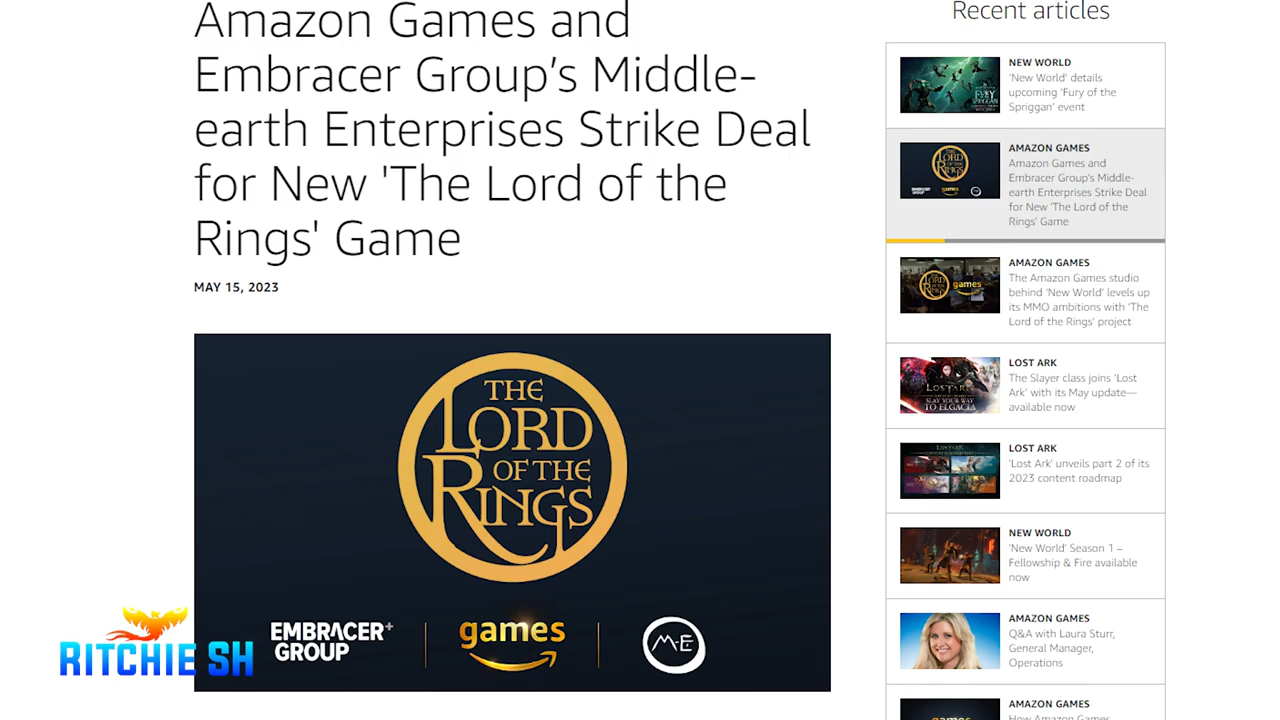 Amazon Games and
Embracer Group’s Middle-
earth Enterprises Strike Deal
for New 'The Lord of the
Rings' Game
MAY 15, 2023
THE
LORD
OF THE
RINGS
EMBRACER+
GROUP
games
M-E
RITCHIE SH
Recent articles
NEW WORLD
‘New World’ details
upcoming ‘Fury of the
Spriggan’ event
AMAZON GAMES
Amazon Games and
Embracer Group’s Middle-
earth Enterprises Strike Deal
for New 'The Lord of the
Rings' Game
AMAZON GAMES
The Amazon Games studio
behind ‘New World’ levels up
its MMO ambitions with ‘The
Lord of the Rings’ project
LOST ARK
The Slayer class joins ‘Lost
Ark’ with its May update—
available now
LOST ARK
‘Lost Ark’ unveils part 2 of its
2023 content roadmap
NEW WORLD
‘New World’ Season 1 –
Fellowship & Fire available
now
AMAZON GAMES
Q&A with Laura Sturr,
General Manager,
Operations
AMAZON GAMES
How Amazon Games